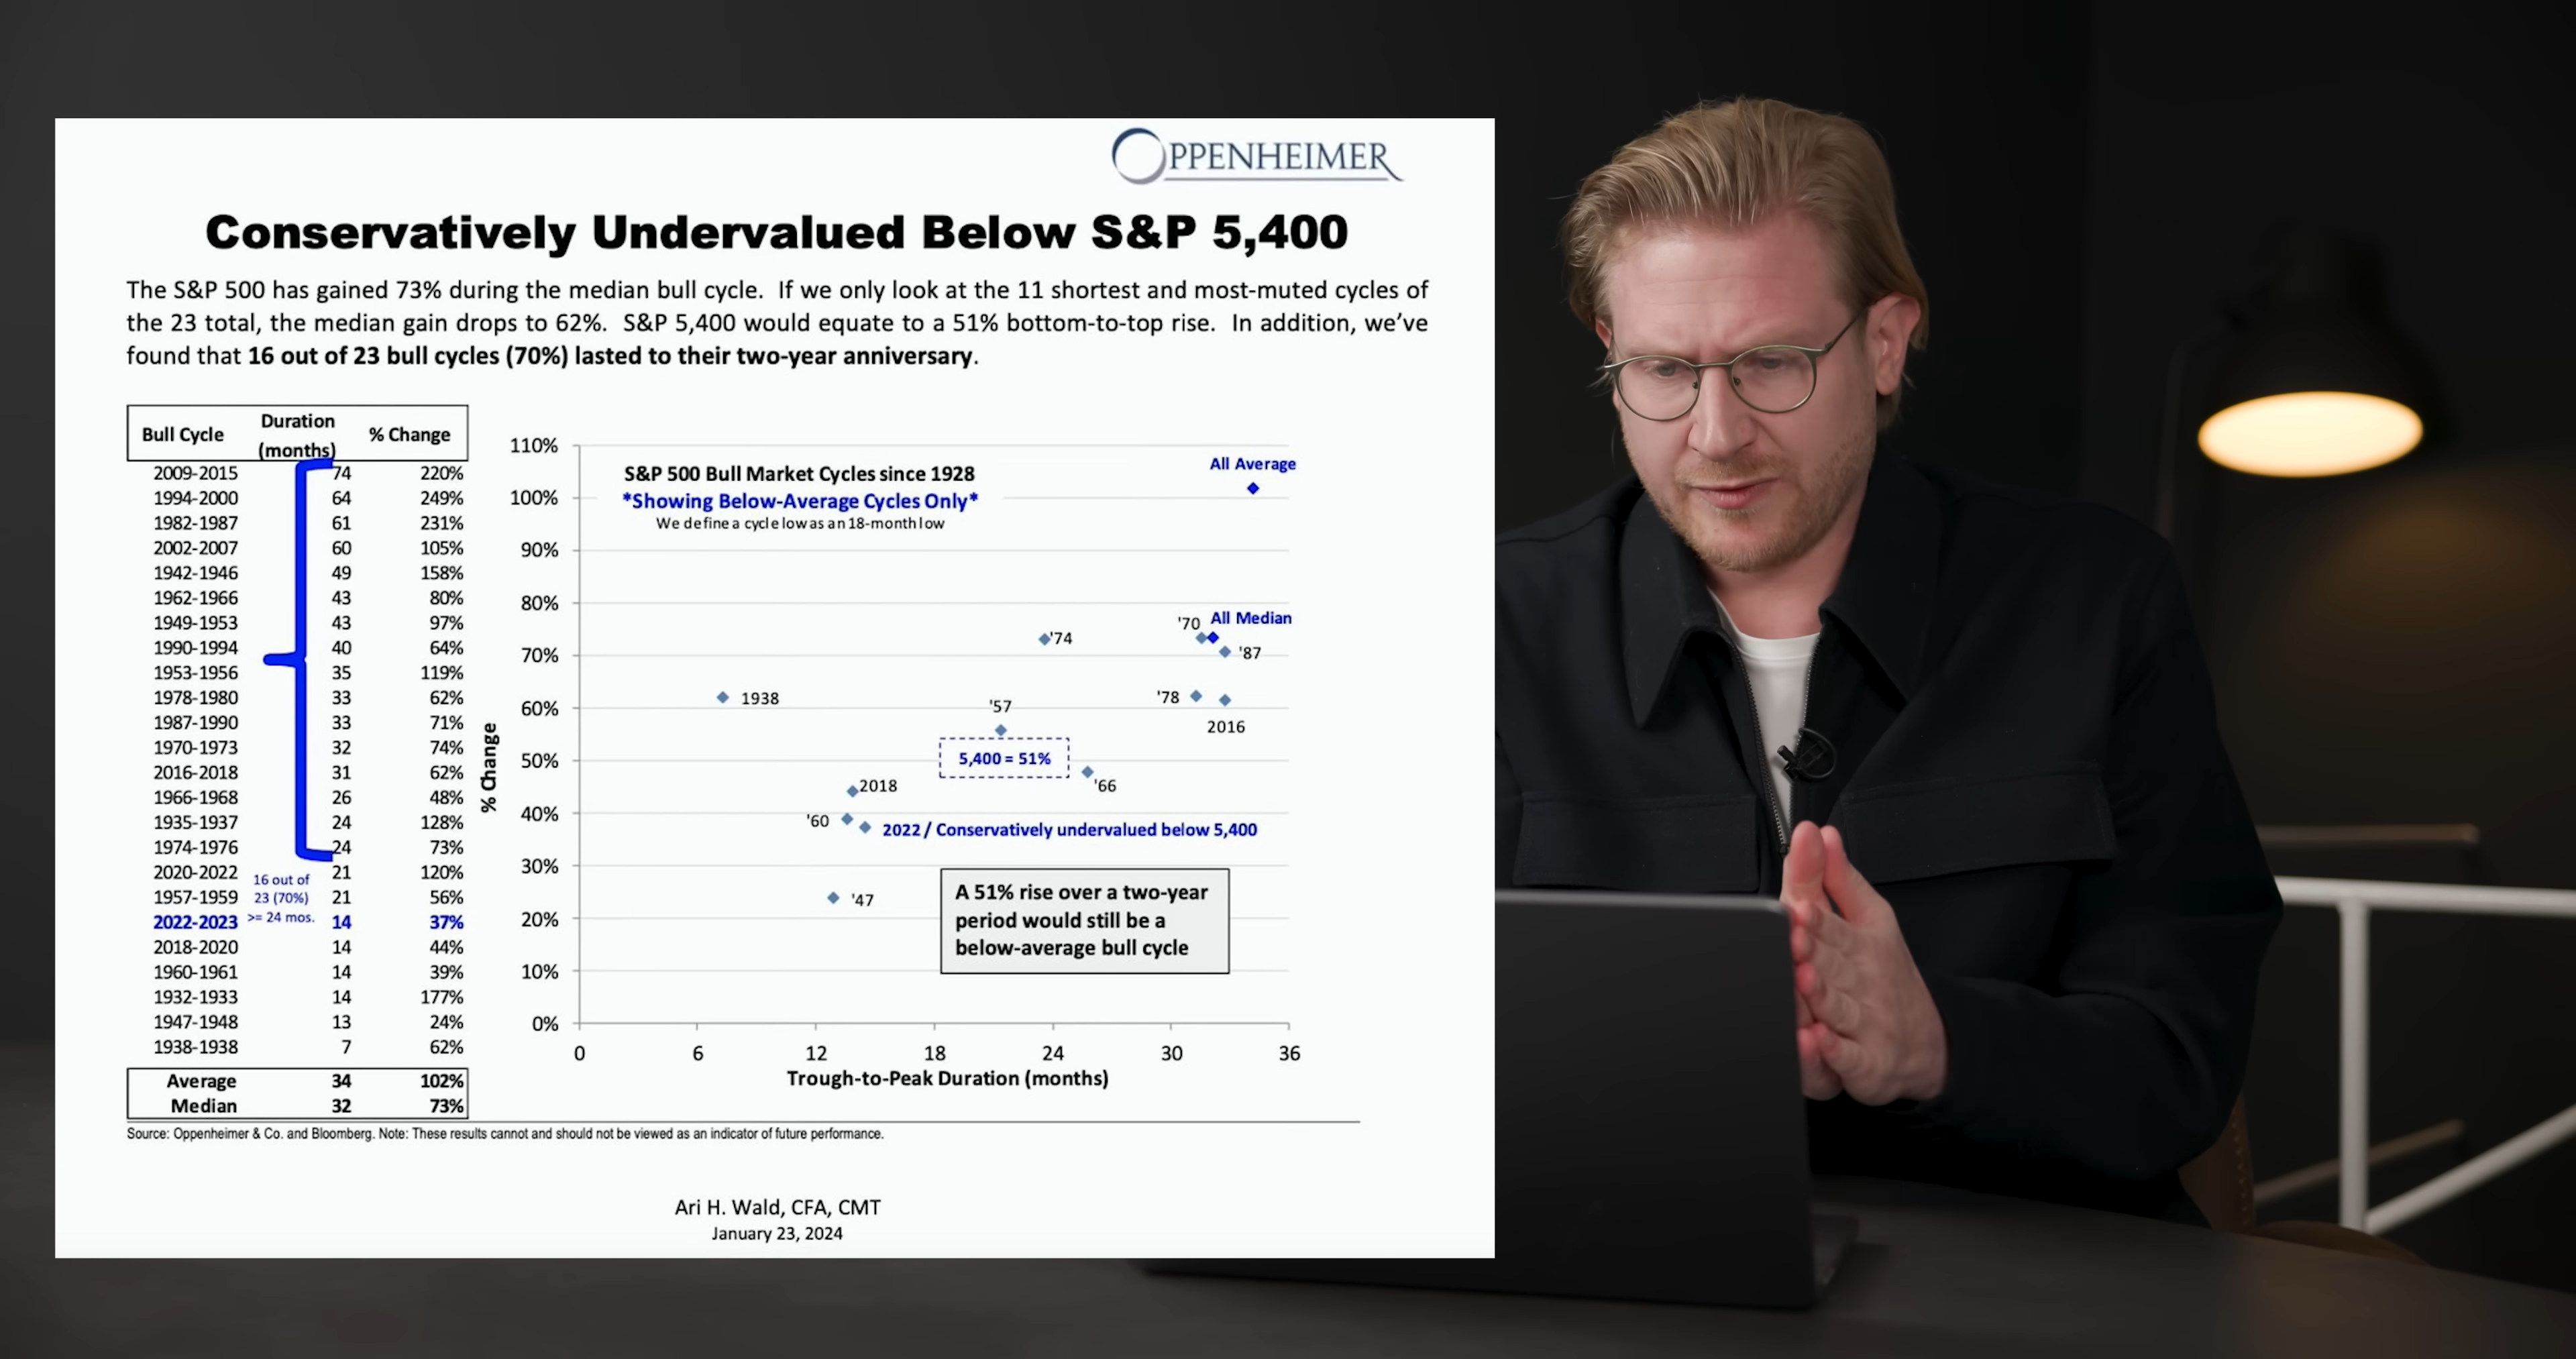 OPPENHEIMER
Conservatively Undervalued Below S&P 5,400
The S&P 500 has gained 73% during the median bull cycle. If we only look at the 11 shortest and most-muted cycles of
the 23 total, the median gain drops to 62%. S&P 5,400 would equate to a 51% bottom-to-top rise. In addition, we've
found that 16 out of 23 bull cycles (70%) lasted to their two-year anniversary.
Bull Cycle Duration (months) % Change
2009-2015 74 220%
1994-2000 64 249%
1982-1987 61 231%
2002-2007 60 105%
1942-1946 49 158%
1962-1966 43 80%
1949-1953 43 97%
1990-1994 40 64%
1953-1956 35 119%
1978-1980 33 62%
1987-1990 33 71%
1970-1973 32 74%
2016-2018 31 62%
1966-1968 26 48%
1935-1937 24 128%
1974-1976 24 73%
2020-2022 21 120%
1957-1959 21 56%
2022-2023 14 37%
2018-2020 14 44%
1960-1961 14 39%
1932-1933 14 177%
1947-1948 13 24%
1938-1938 7 62%
16 out of
23 (70%)
>= 24 mos.
Average 34 102%
Median 32 73%
% Change
110%
100%
90%
80%
70%
60%
50%
40%
30%
20%
10%
0%
S&P 500 Bull Market Cycles since 1928
*Showing Below-Average Cycles Only*
We define a cycle low as an 18-month low
All Average
'70 All Median
'74
'87
1938
'78
'57
2016
5,400 = 51%
2018
'66
'60
2022 / Conservatively undervalued below 5,400
'47
A 51% rise over a two-year
period would still be a
below-average bull cycle
0 6 12 18 24 30 36
Trough-to-Peak Duration (months)
Source: Oppenheimer & Co. and Bloomberg. Note: These results cannot and should not be viewed as an indicator of future performance.
Ari H. Wald, CFA, CMT
January 23, 2024